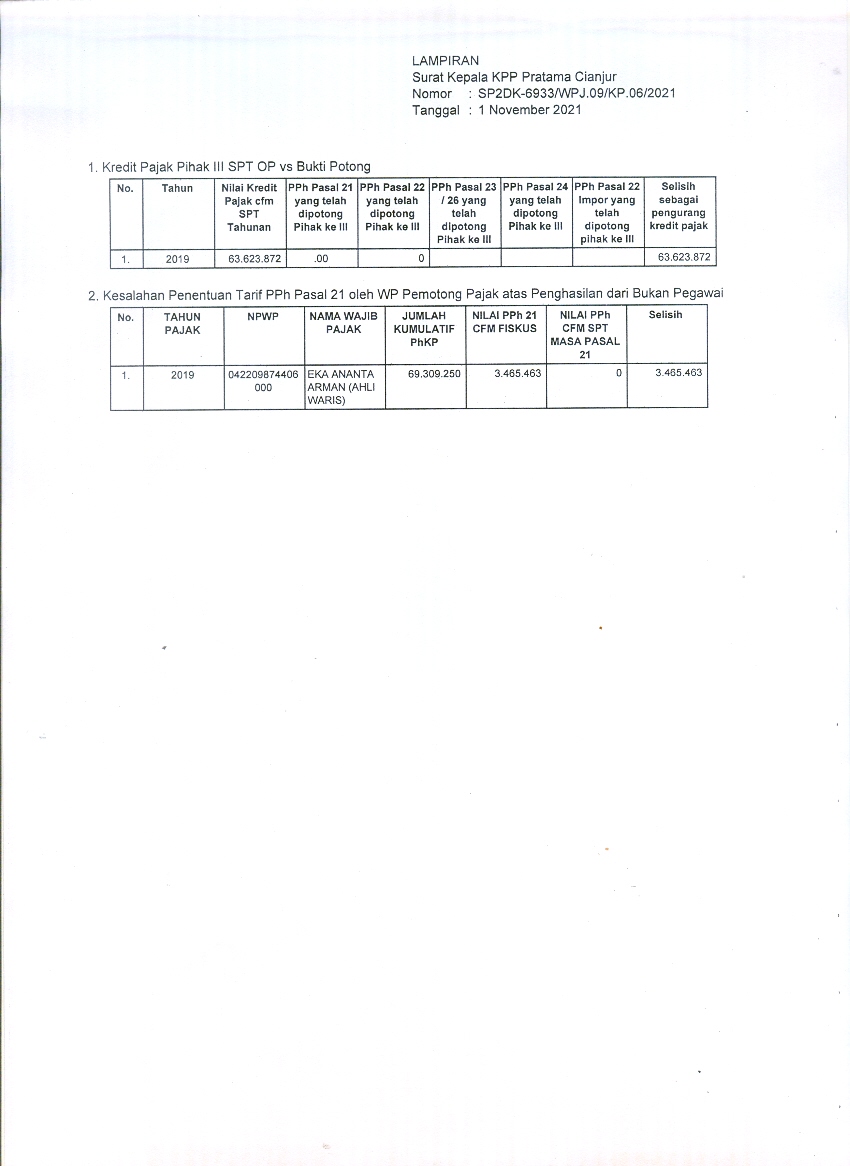 LAMPIRAN
Surat Kepala KPP Pratama Cianjur
Nomor : SP2DK-6933/WPJ.09/KP.06/2021
Tanggal : 1 November 2021
1. Kredit Pajak Pihak III SPT OP vs Bukti Potong
No. Tahun Nilai Kredit PPh Pasal 21 PPh Pasal 22 PPh Pasal 23 PPh Pasal 24 PPh Pasal 22 Selisih
Pajak cfm yang telah yang telah / 26 yang yang telah Impor yang sebagai
SPT dipotong dipotong telah dipotong telah pengurang
Tahunan Pihak ke III Pihak ke III dipotong Pihak ke III dipotong kredit pajak
Pihak ke III pihak ke III
1. 2019 63.623.872 .00 0 63.623.872
2. Kesalahan Penentuan Tarif PPh Pasal 21 oleh WP Pemotong Pajak atas Penghasilan dari Bukan Pegawai
No. TAHUN NPWP NAMA WAJIB JUMLAH NILAI PPh 21 NILAI PPh Selisih
PAJAK PAJAK KUMULATIF CFM FISKUS CFM SPT
PhKP MASA PASAL
21
1. 2019 042209874406 EKA ANANTA 69.309.250 3.465.463 0 3.465.463
000 ARMAN (AHLI
WARIS)